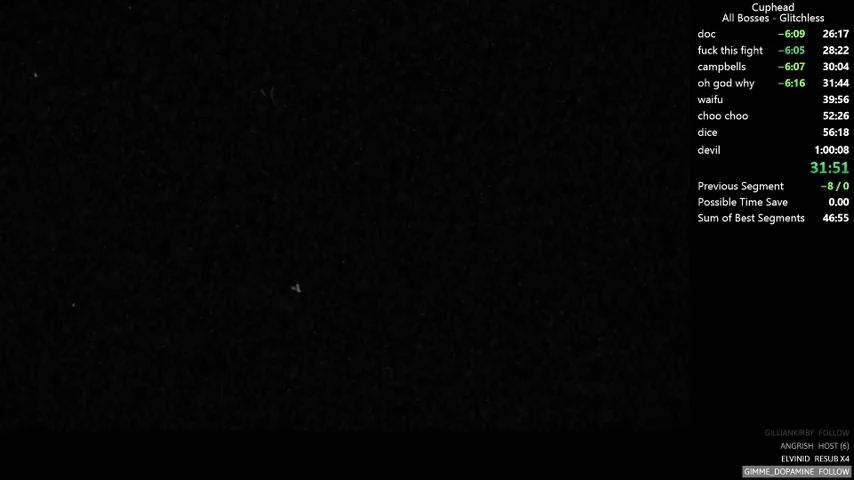 Cuphead
All Bosses - Glitchless
doc -6:09 26:17
fuck this fight -6:05 28:22
campbells -6:07 30:04
oh god why -6:16 31:44
waifu 39:56
choo choo 52:26
dice 56:18
devil 1:00:08
31:51
Previous Segment -8 / 0
Possible Time Save 0.00
Sum of Best Segments 46:55
GILLIANKIRBY FOLLOW
ANGRISH HOST (6)
ELVINID RESUB X4
GIMME_DOPAMINE FOLLOW